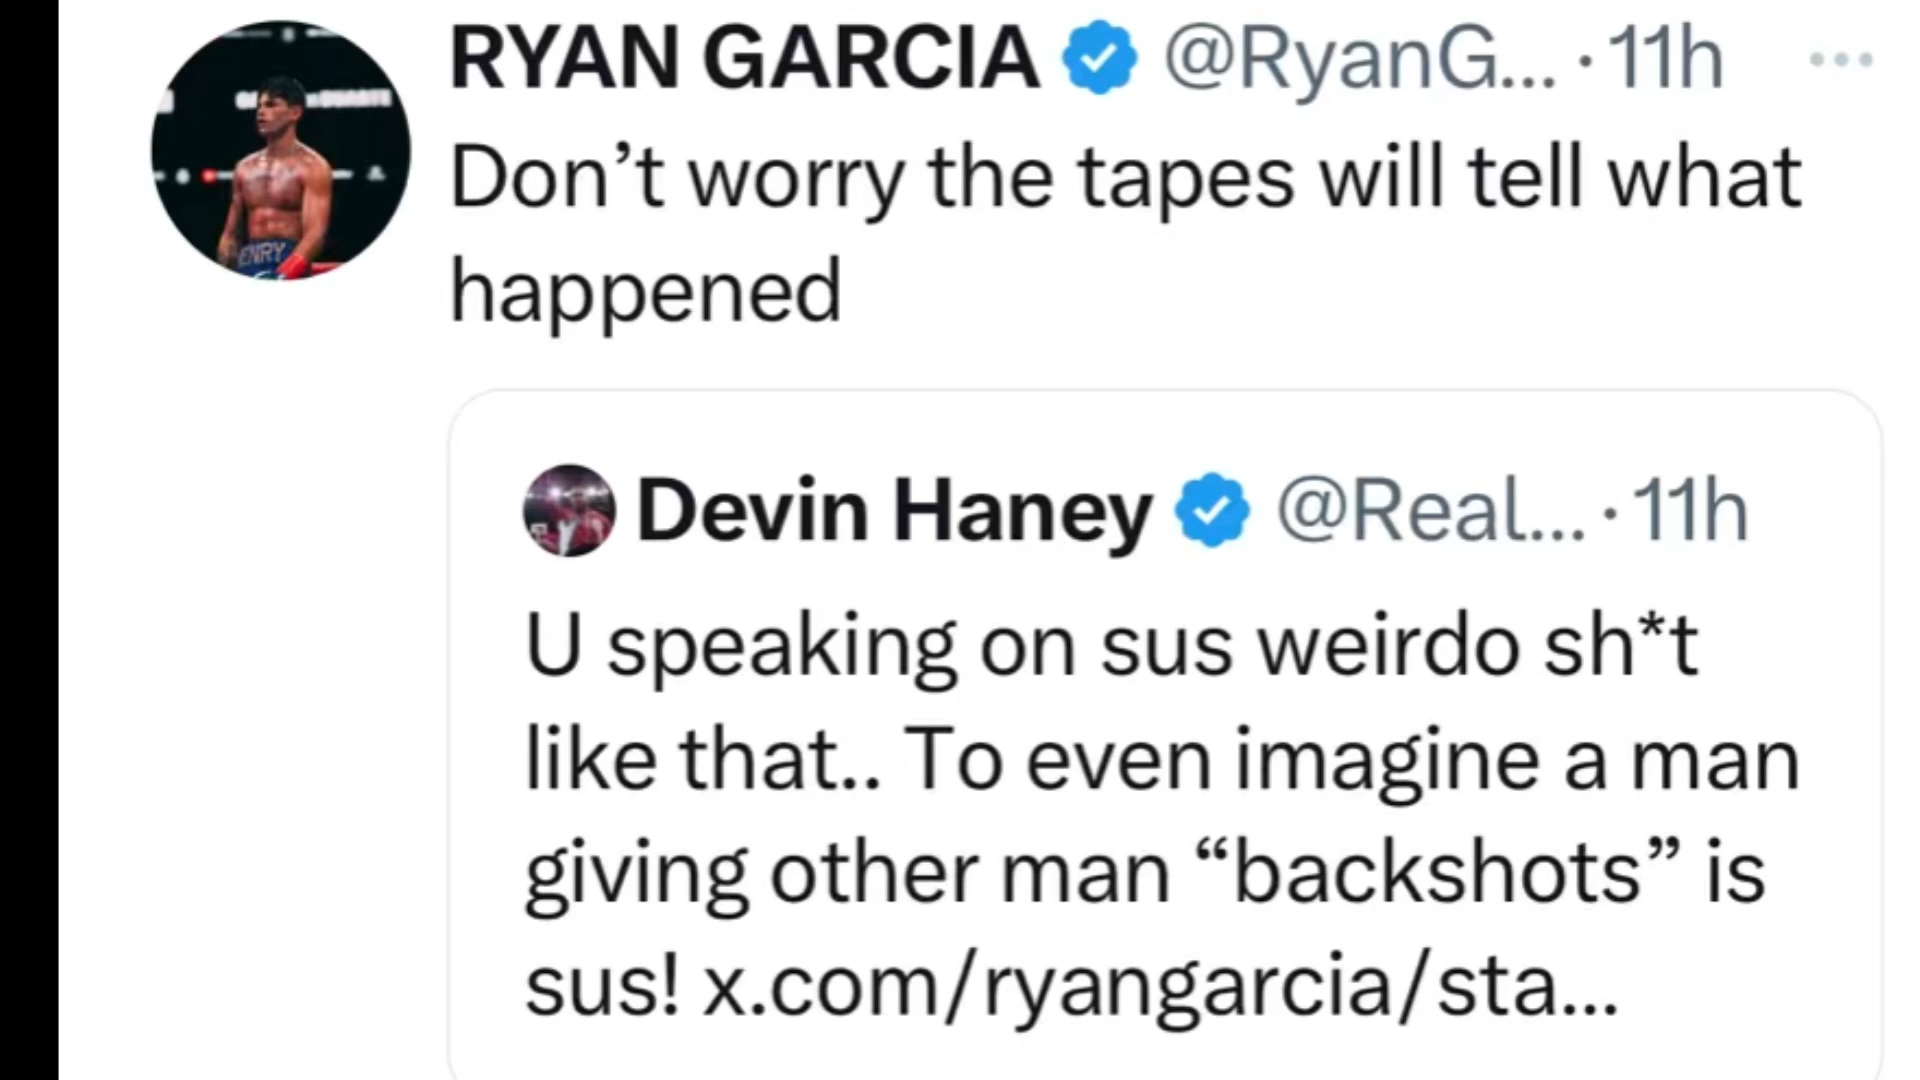 RYAN GARCIA @RyanG... · 11h ...
Don’t worry the tapes will tell what
happened
Devin Haney @Real... · 11h
U speaking on sus weirdo sh*t
like that.. To even imagine a man
giving other man “backshots” is
sus! x.com/ryangarcia/sta...
ENRY